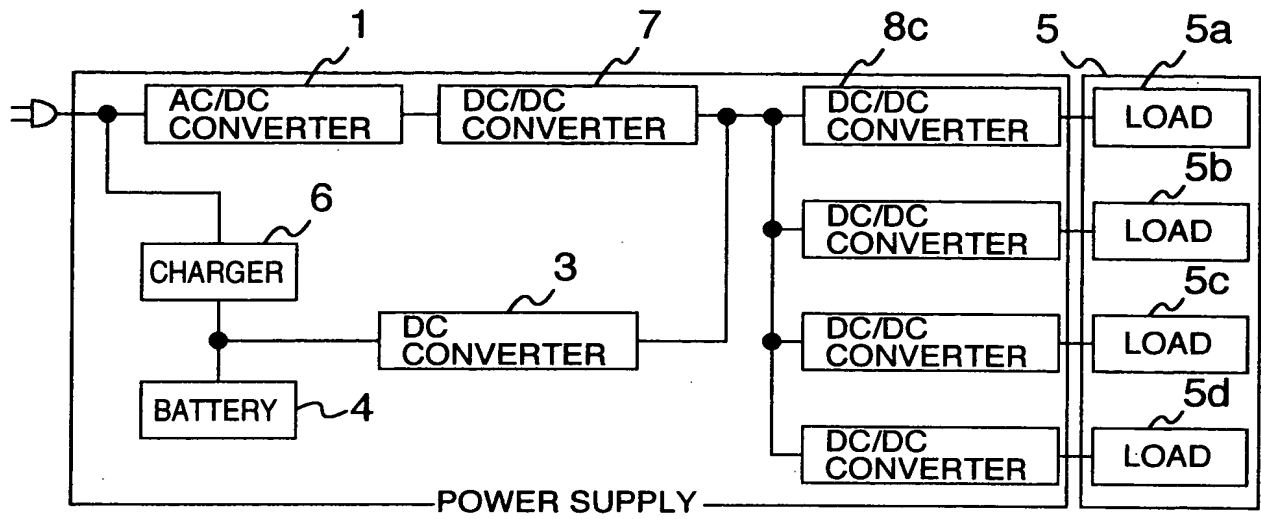 1
7
8c
5
5a
AC/DC
CONVERTER
DC/DC
CONVERTER
DC/DC
CONVERTER
LOAD
5b
6
DC/DC
CONVERTER
LOAD
CHARGER
3
5c
DC
CONVERTER
DC/DC
CONVERTER
LOAD
5d
BATTERY
4
DC/DC
CONVERTER
LOAD
POWER SUPPLY